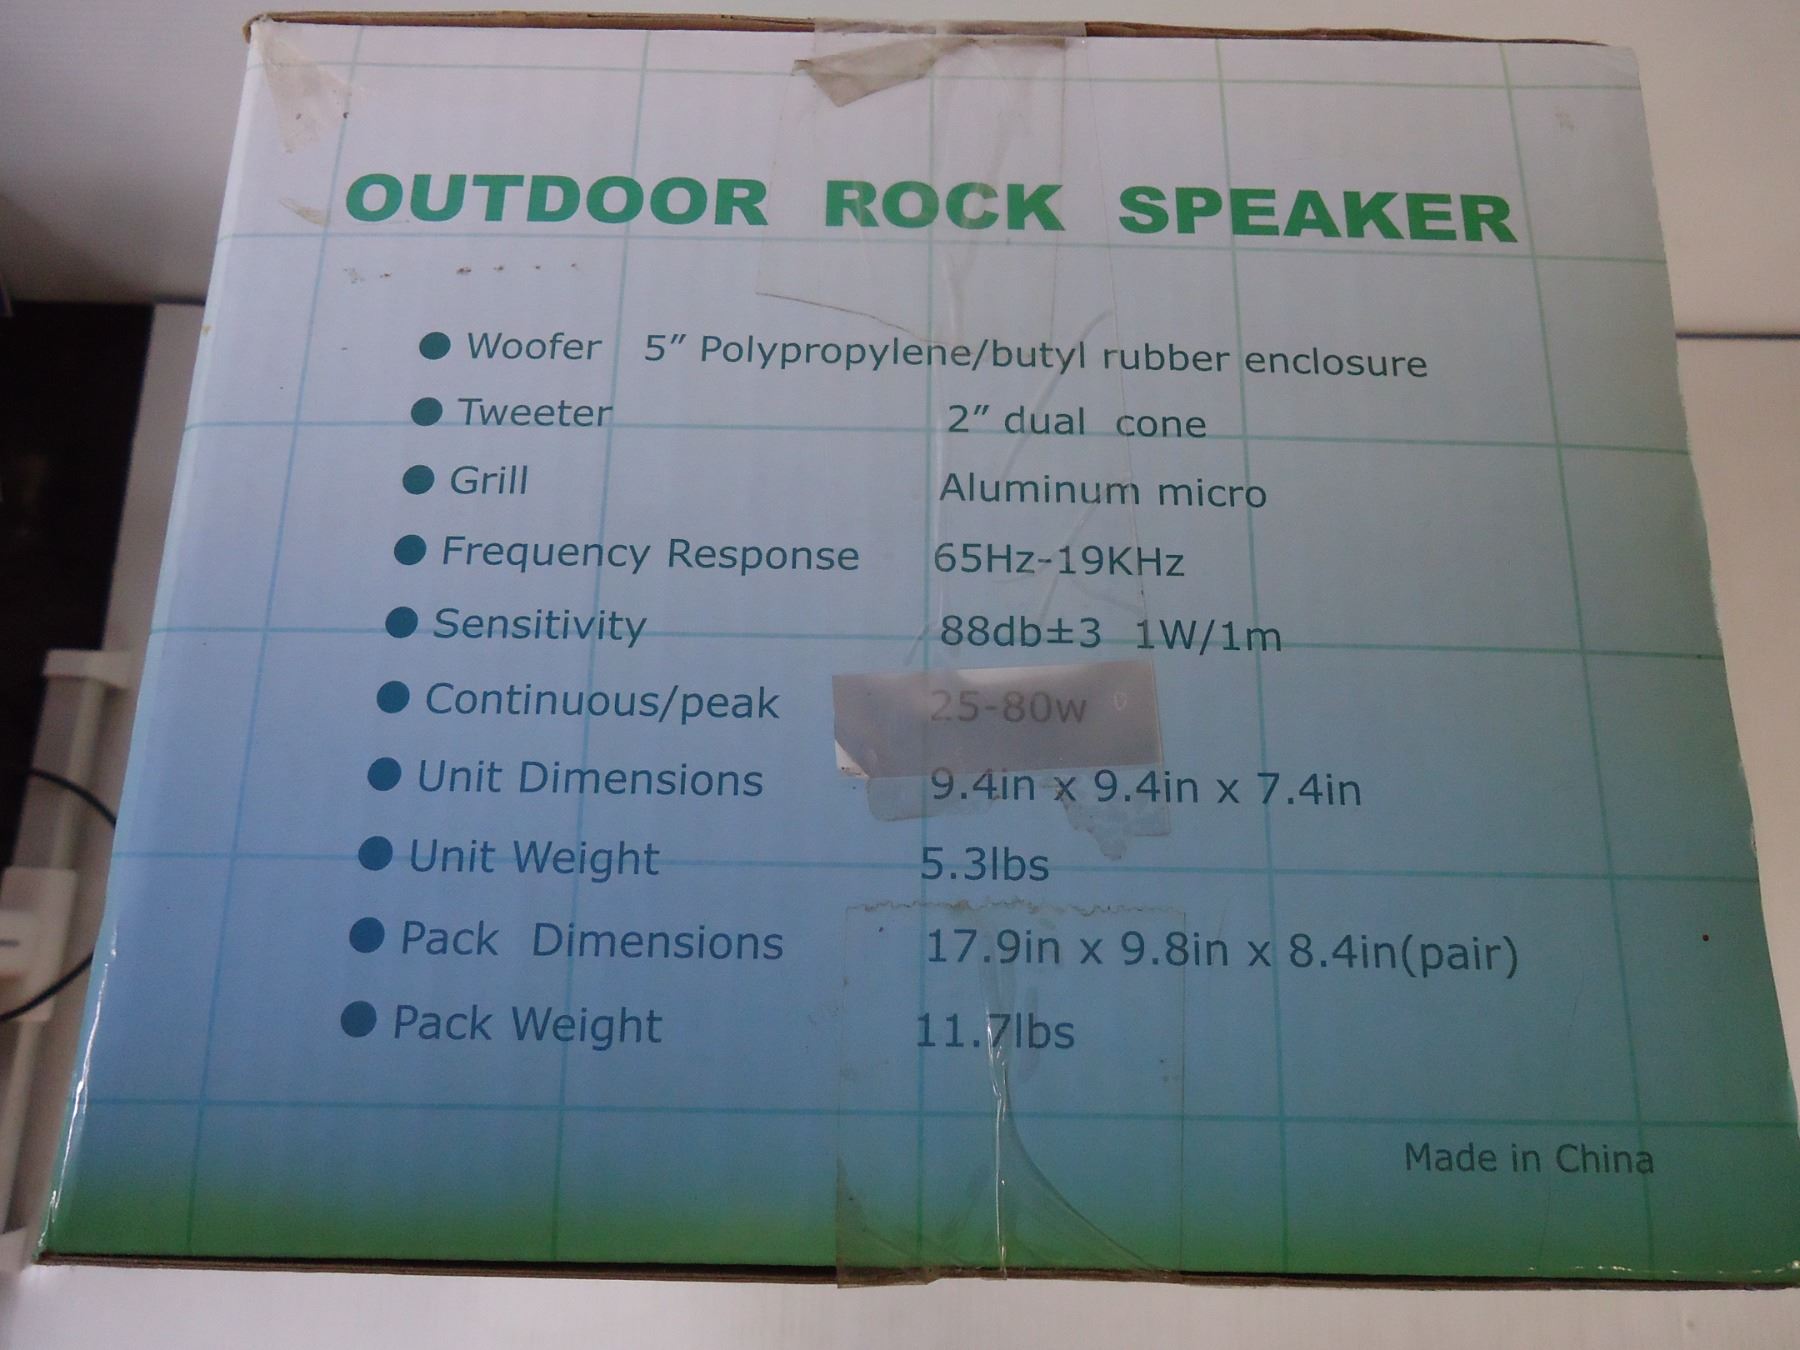 OUTDOOR ROCK SPEAKER
● Woofer 5" Polypropylene/butyl rubber enclosure
● Tweeter 2" dual cone
● Grill Aluminum micro
● Frequency Response 65Hz-19KHz
● Sensitivity 88db±3 1W/1m
● Continuous/peak 25-80w
● Unit Dimensions 9.4in x 9.4in x 7.4in
● Unit Weight 5.3lbs
● Pack Dimensions 17.9in x 9.8in x 8.4in(pair)
● Pack Weight 11.7lbs
Made in China